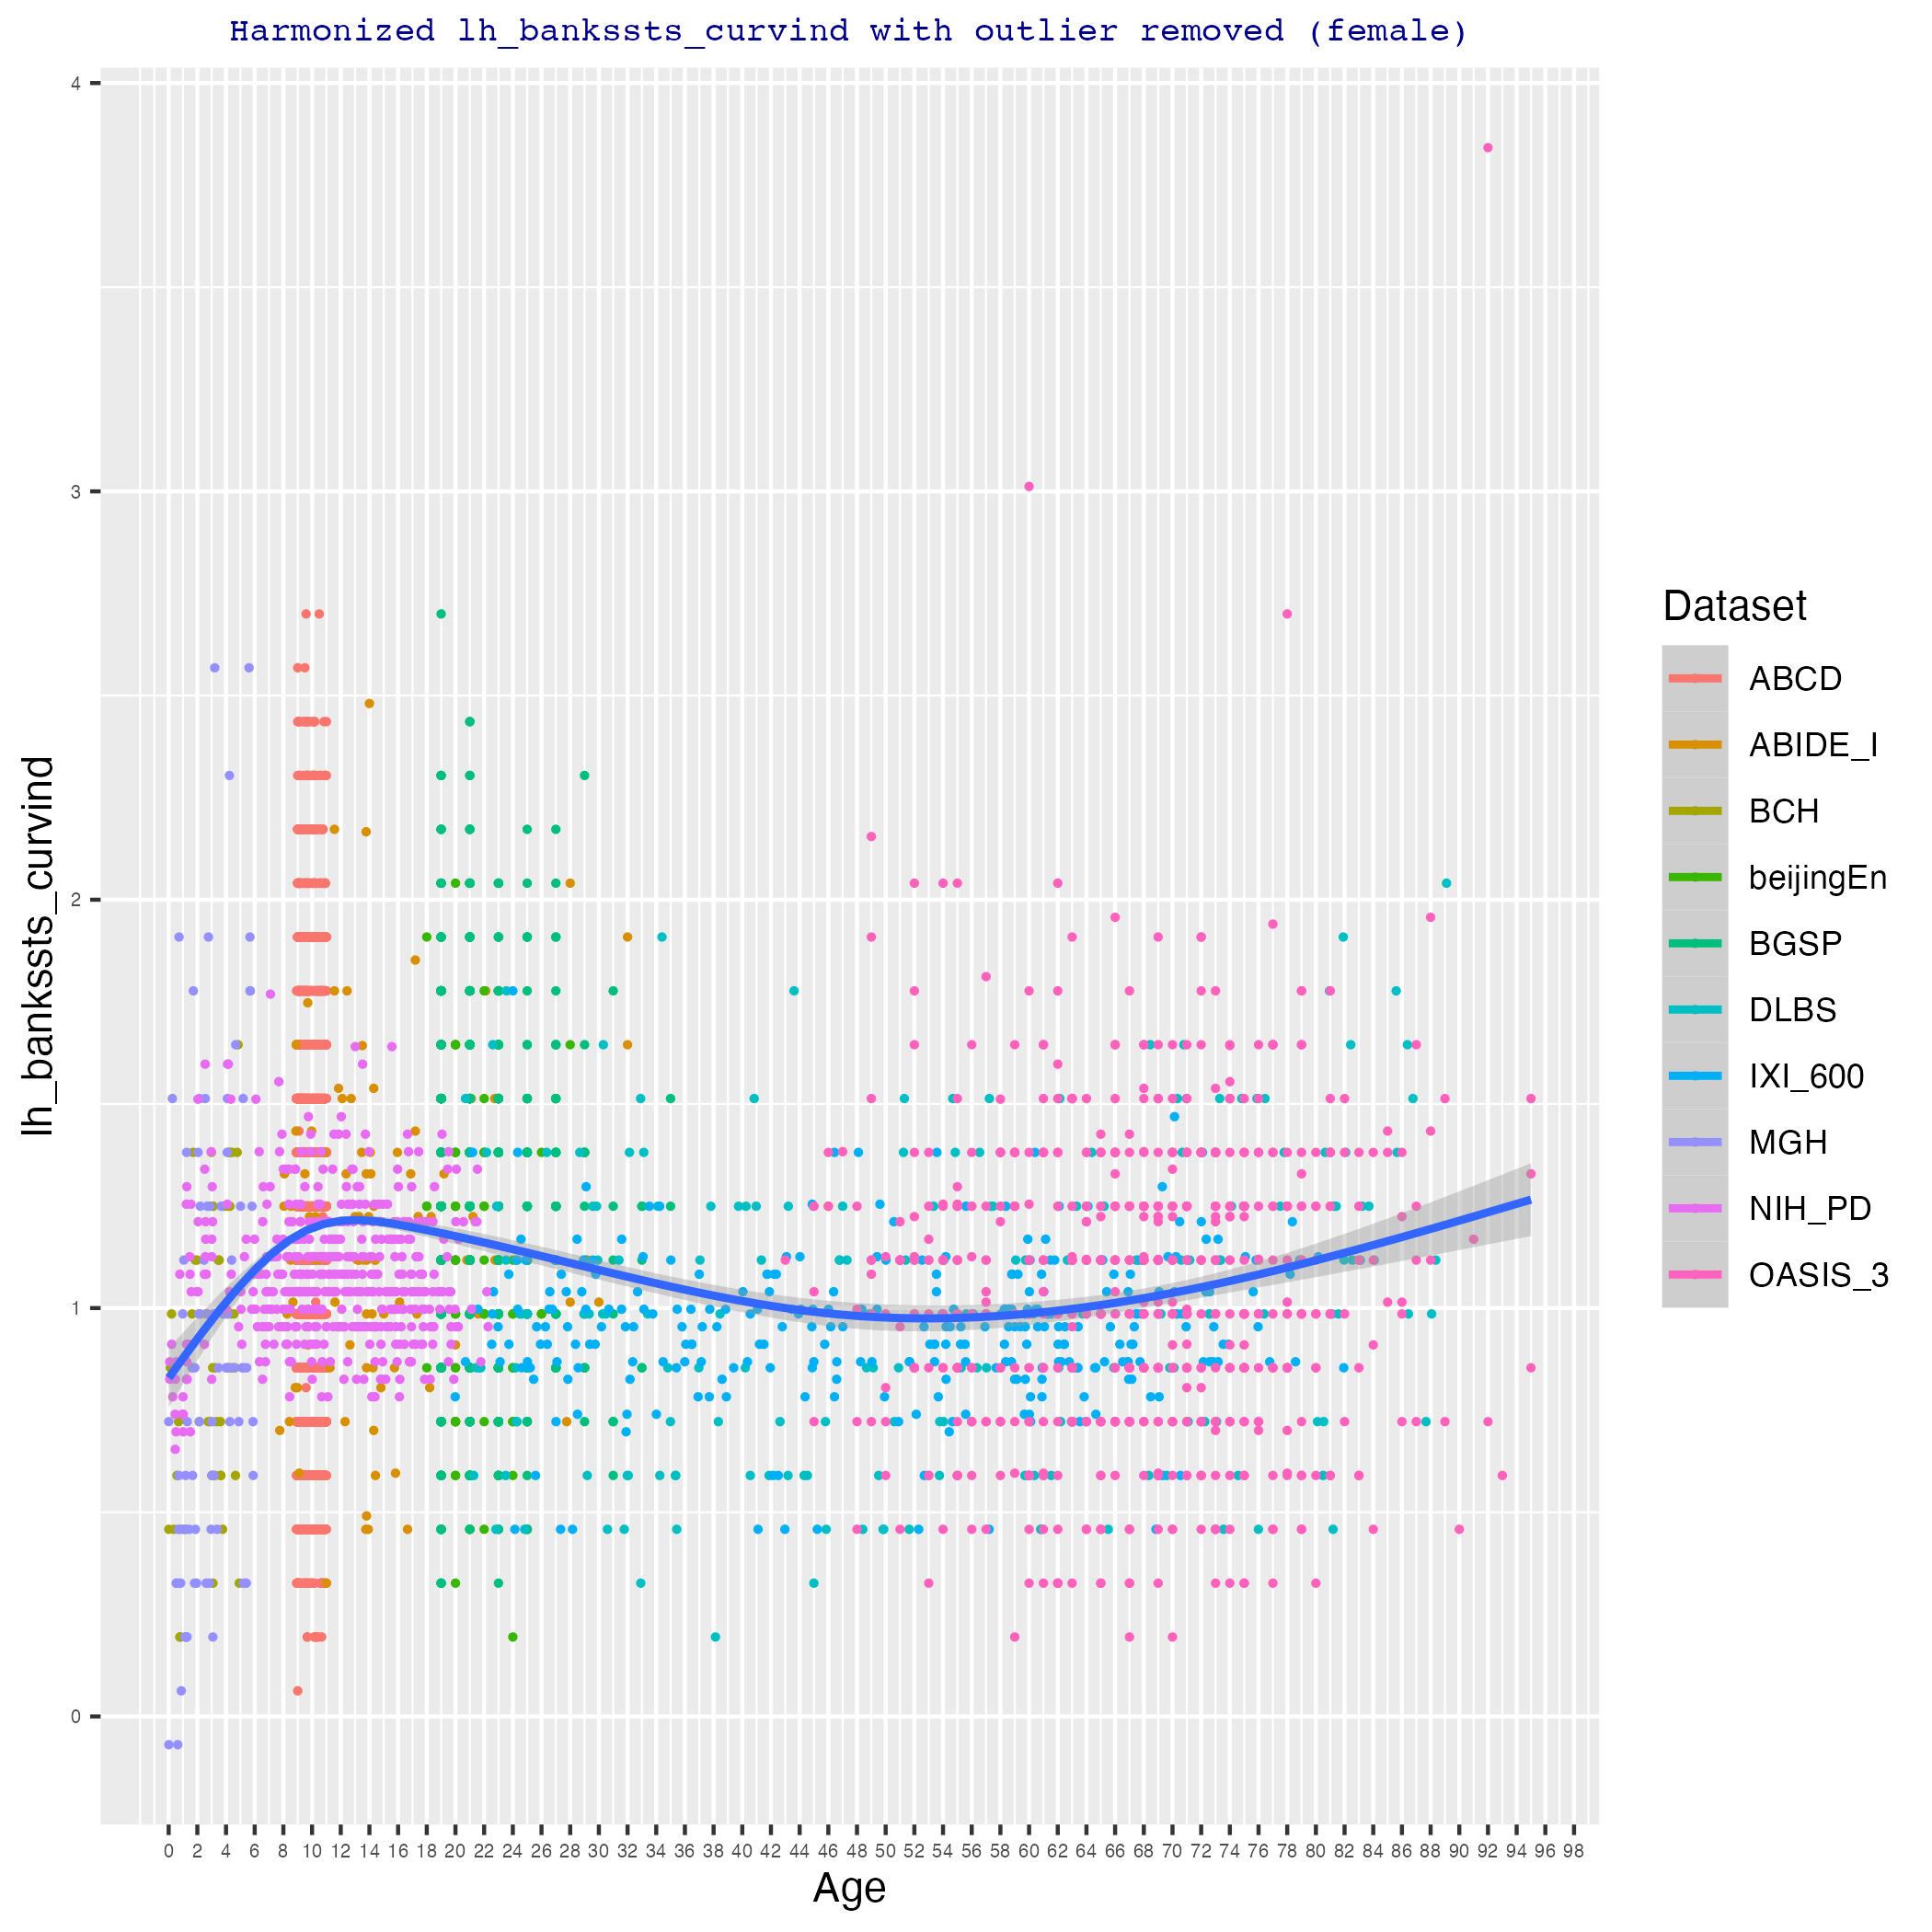 Harmonized lh_bankssts_curvind with outlier removed (female)
4
3
2
1
0
lh_bankssts_curvind
0 2 4 6 8 10 12 14 16 18 20 22 24 26 28 30 32 34 36 38 40 42 44 46 48 50 52 54 56 58 60 62 64 66 68 70 72 74 76 78 80 82 84 86 88 90 92 94 96 98
Age
Dataset
ABCD
ABIDE_I
BCH
beijingEn
BGSP
DLBS
IXI_600
MGH
NIH_PD
OASIS_3